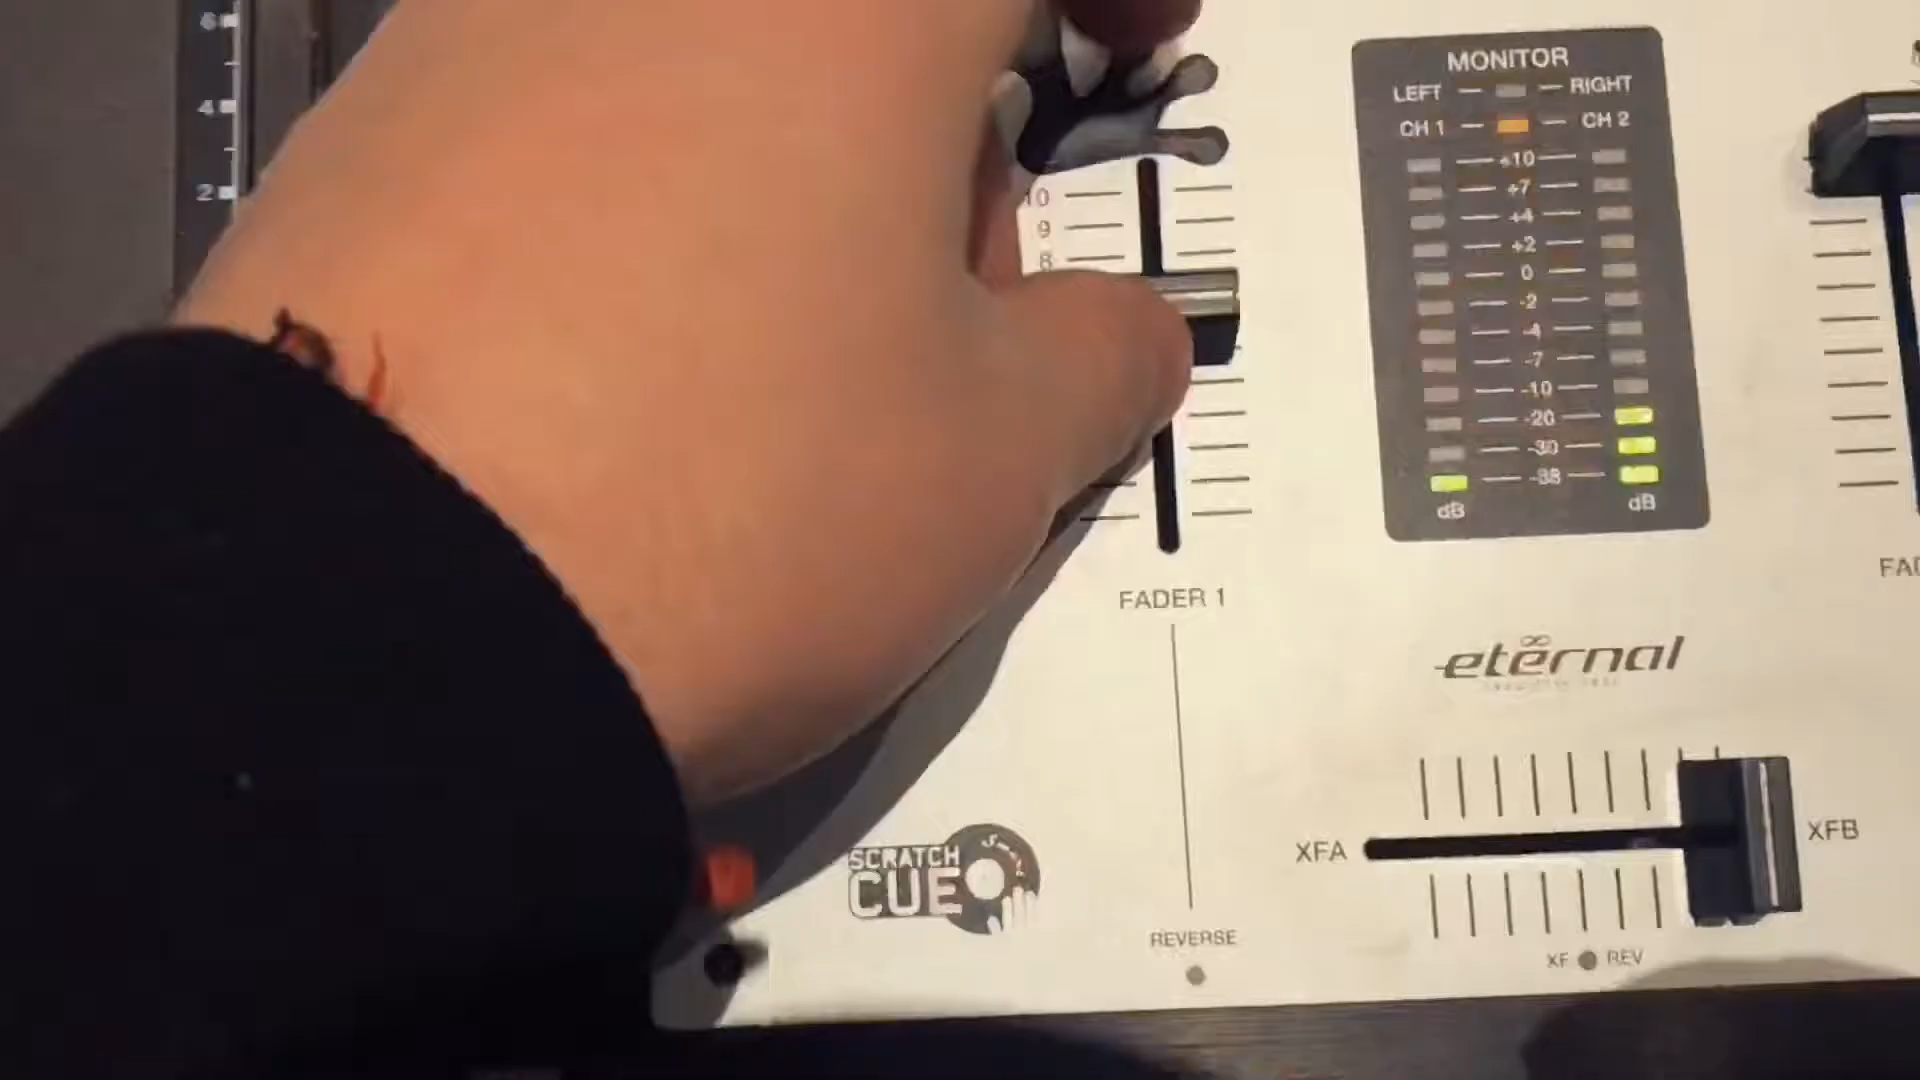 6
4
2
MONITOR
LEFT RIGHT
CH 1 CH 2
+10
+7
+4
+2
0
-2
-4
-7
-10
-20
-30
-38
dB dB
10
9
8
FADER 1
FAD
eternal
XFA XFB
SCRATCH
CUE
REVERSE
XF REV